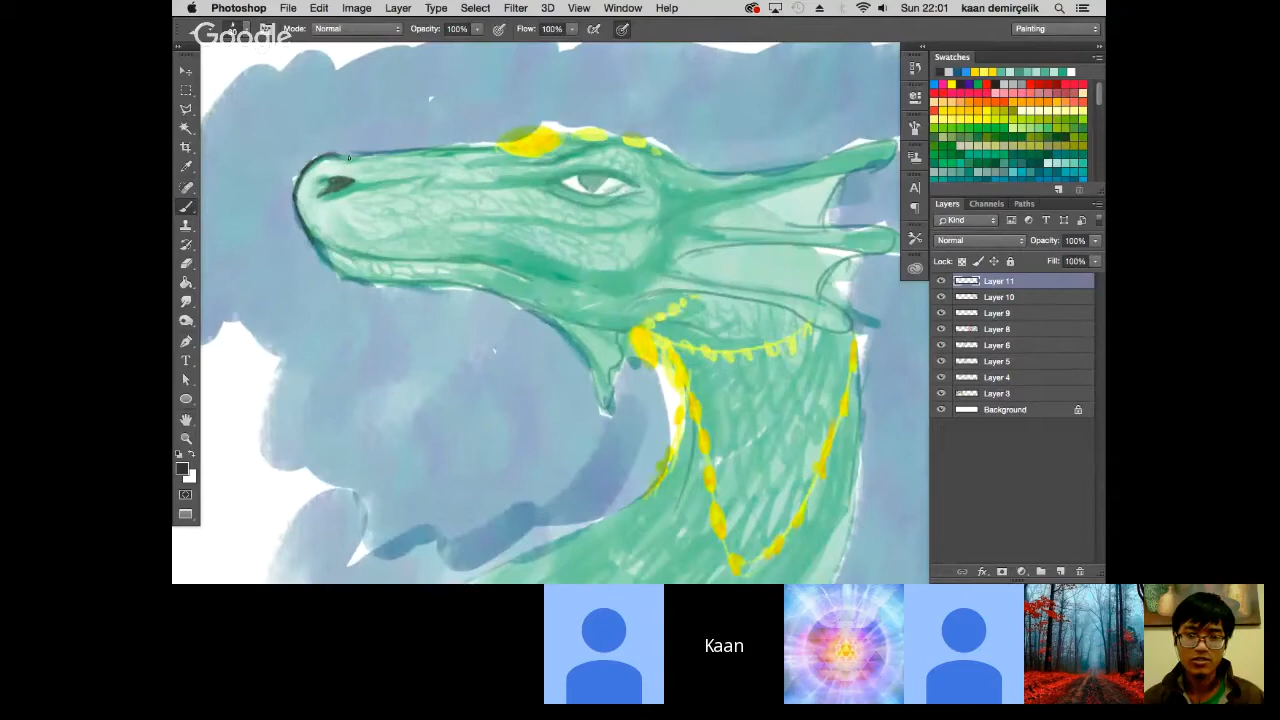 Photoshop File Edit Image Layer Type Select Filter 3D View Window Help Sun 22:01 kaan demirçelik
Google
Mode: Normal Opacity: 100% Flow: 100% Painting
Swatches
Layers Channels Paths
Kind
Normal Opacity: 100%
Lock: Fill: 100%
Layer 11
Layer 10
Layer 9
Layer 8
Layer 6
Layer 5
Layer 4
Layer 3
Background
fx
Kaan